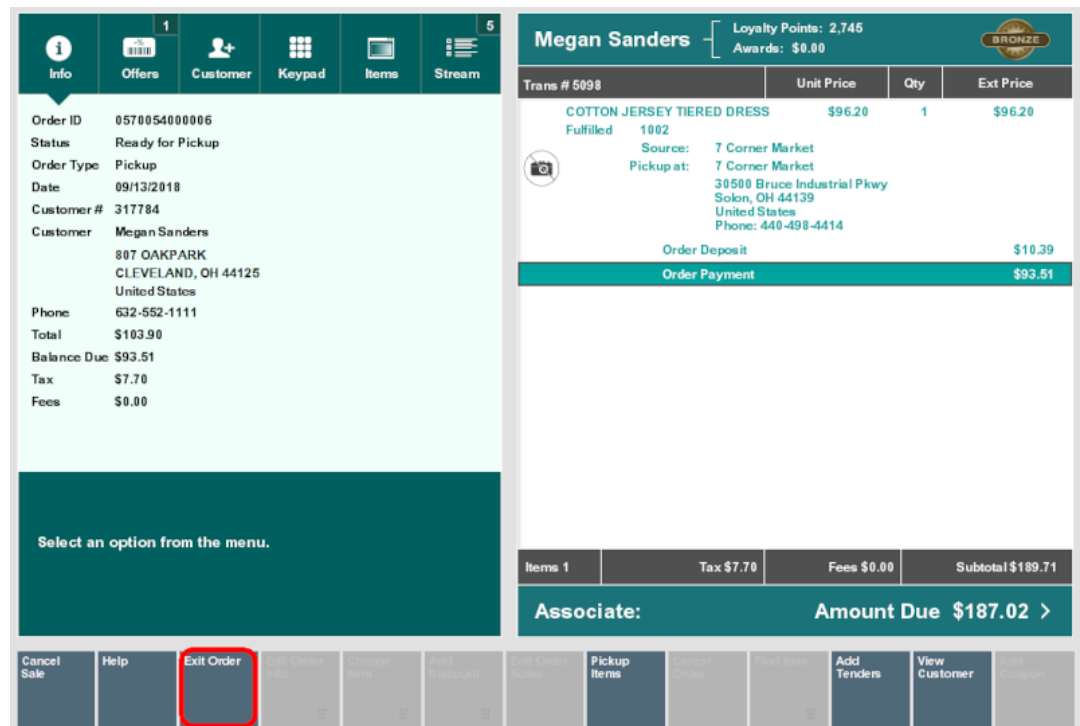 1
5
Info
Offers
Customer
Keypad
Items
Stream
Order ID 0570054000006
Status Ready for Pickup
Order Type Pickup
Date 09/13/2018
Customer # 317784
Customer Megan Sanders
807 OAKPARK
CLEVELAND, OH 44125
United States
Phone 632-552-1111
Total $103.90
Balance Due $93.51
Tax $7.70
Fees $0.00
Select an option from the menu.
Megan Sanders
Loyalty Points: 2,745
Awards: $0.00
BRONZE
Trans # 5098 Unit Price Qty Ext Price
COTTON JERSEY TIERED DRESS $96.20 1 $96.20
Fulfilled 1002
Source: 7 Corner Market
Pickup at: 7 Corner Market
30500 Bruce Industrial Pkwy
Solon, OH 44139
United States
Phone: 440-498-4414
Order Deposit $10.39
Order Payment $93.51
Items 1 Tax $7.70 Fees $0.00 Subtotal $189.71
Associate: Amount Due $187.02 >
Cancel Sale
Help
Exit Order
Edit Order Info
Change Item
Add Discount
Edit Order Notes
Pickup Items
Cancel Order
Find Item
Add Tenders
View Customer
Add Coupon